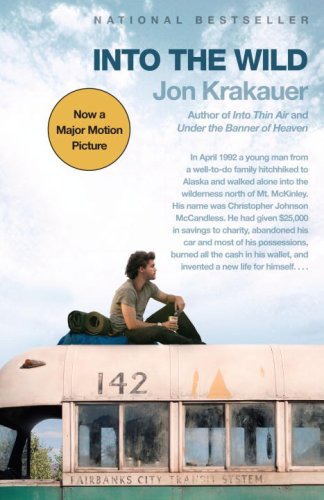 NATIONAL BESTSELLER
INTO THE WILD
Jon Krakauer
Author of Into Thin Air and
Under the Banner of Heaven
Now a
Major Motion
Picture
In April 1992 a young man from
a well-to-do family hitchhiked to
Alaska and walked alone into the
wilderness north of Mt. McKinley.
His name was Christopher Johnson
McCandless. He had given $25,000
in savings to charity, abandoned his
car and most of his possessions,
burned all the cash in his wallet, and
invented a new life for himself. . . .
142
FAIRBANKS CITY TRANSIT SYSTEM